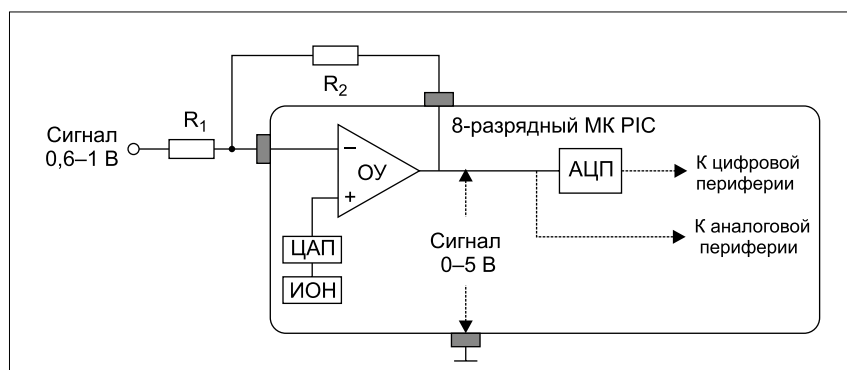 R₂
R₁
8-разрядный МК PIC
Сигнал
0,6–1 В
−
ОУ
+
ЦАП
ИОН
АЦП
К цифровой
периферии
Сигнал
0–5 В
К аналоговой
периферии